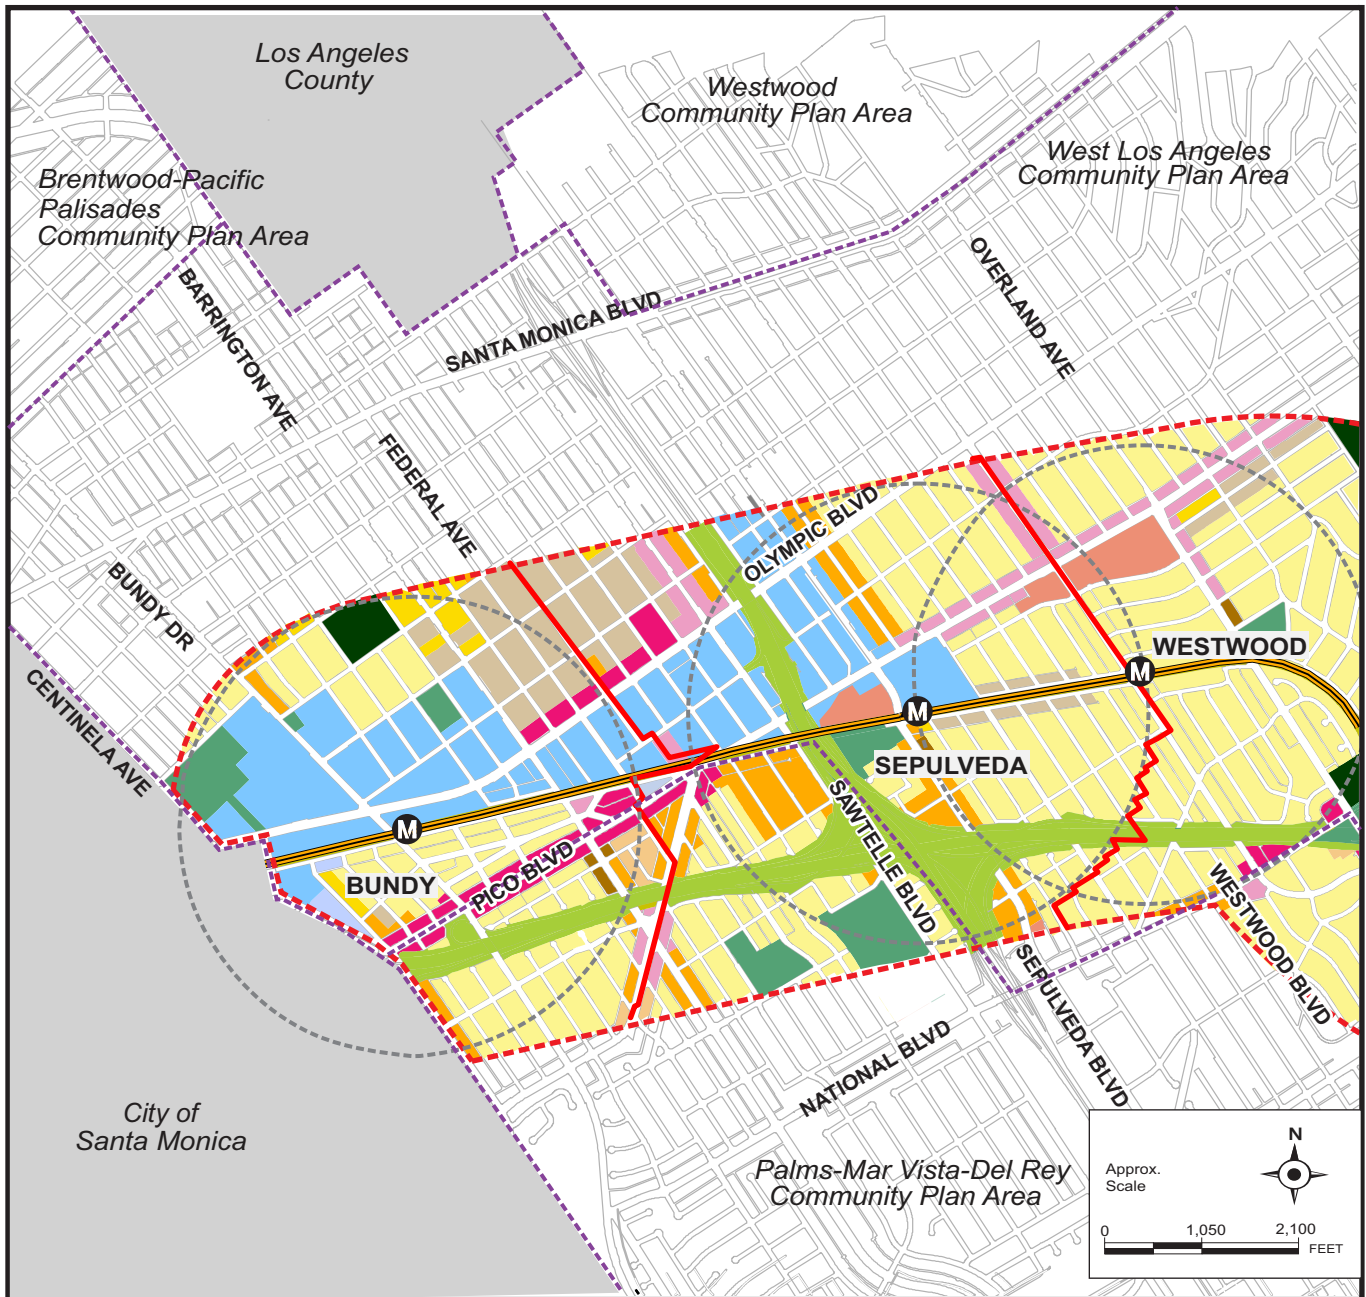 Los Angeles
County
Westwood
Community Plan Area
West Los Angeles
Community Plan Area
Brentwood-Pacific
Palisades
Community Plan Area
BARRINGTON AVE
SANTA MONICA BLVD
OVERLAND AVE
FEDERAL AVE
OLYMPIC BLVD
BUNDY DR
CENTINELA AVE
WESTWOOD
M
M
SEPULVEDA
M
BUNDY
PICO BLVD
SAWTELLE BLVD
WESTWOOD BLVD
SEPULVEDA BLVD
NATIONAL BLVD
City of
Santa Monica
Palms-Mar Vista-Del Rey
Community Plan Area
N
Approx.
Scale
0 1,050 2,100
FEET